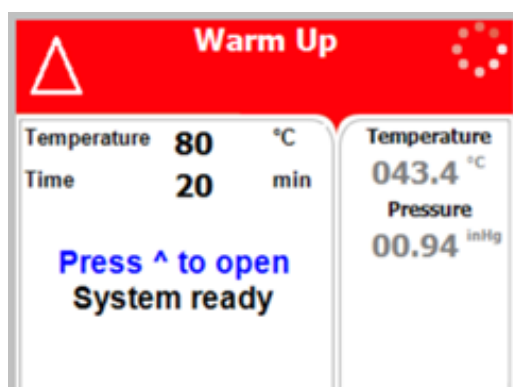 Warm Up
Temperature 80 °C
Time 20 min
Press ^ to open
System ready
Temperature
043.4 °C
Pressure
00.94 inHg